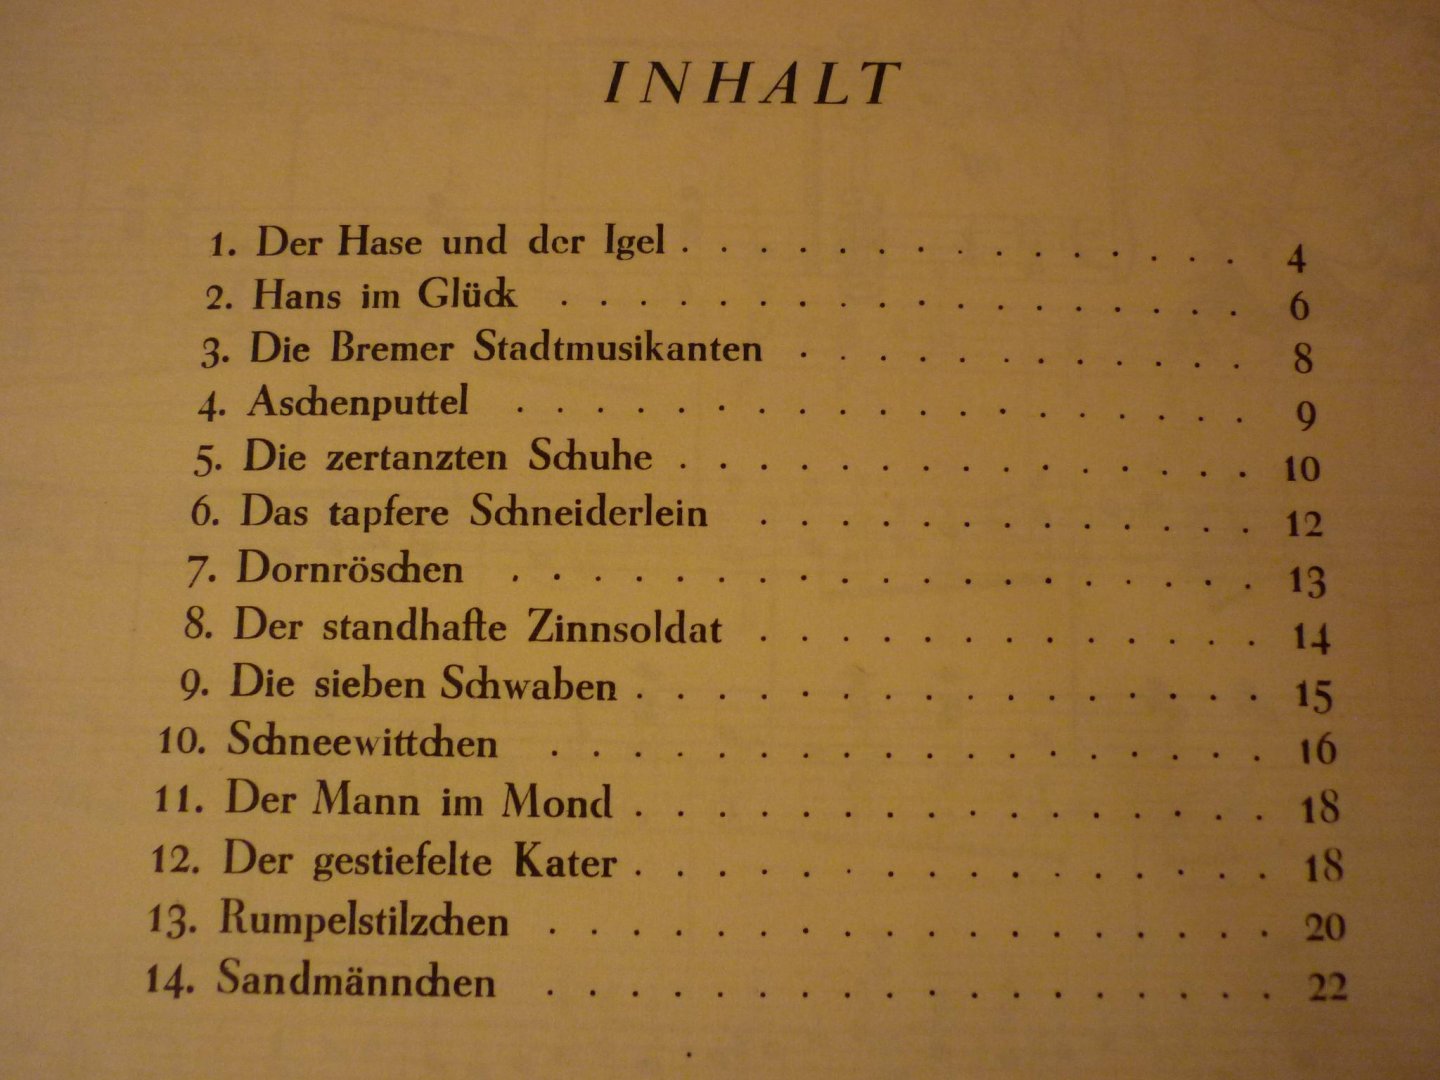 INHALT
1. Der Hase und der Igel . . . . . . . . . . . . . . . 4
2. Hans im Glück . . . . . . . . . . . . . . . . . . 6
3. Die Bremer Stadtmusikanten . . . . . . . . . . . . 8
4. Aschenputtel . . . . . . . . . . . . . . . . . . . 9
5. Die zertanzten Schuhe . . . . . . . . . . . . . . . 10
6. Das tapfere Schneiderlein . . . . . . . . . . . . . 12
7. Dornröschen . . . . . . . . . . . . . . . . . . . 13
8. Der standhafte Zinnsoldat . . . . . . . . . . . . . 14
9. Die sieben Schwaben . . . . . . . . . . . . . . . . 15
10. Schneewittchen . . . . . . . . . . . . . . . . . . 16
11. Der Mann im Mond . . . . . . . . . . . . . . . . 18
12. Der gestiefelte Kater . . . . . . . . . . . . . . . . 18
13. Rumpelstilzchen . . . . . . . . . . . . . . . . . . 20
14. Sandmännchen . . . . . . . . . . . . . . . . . . 22